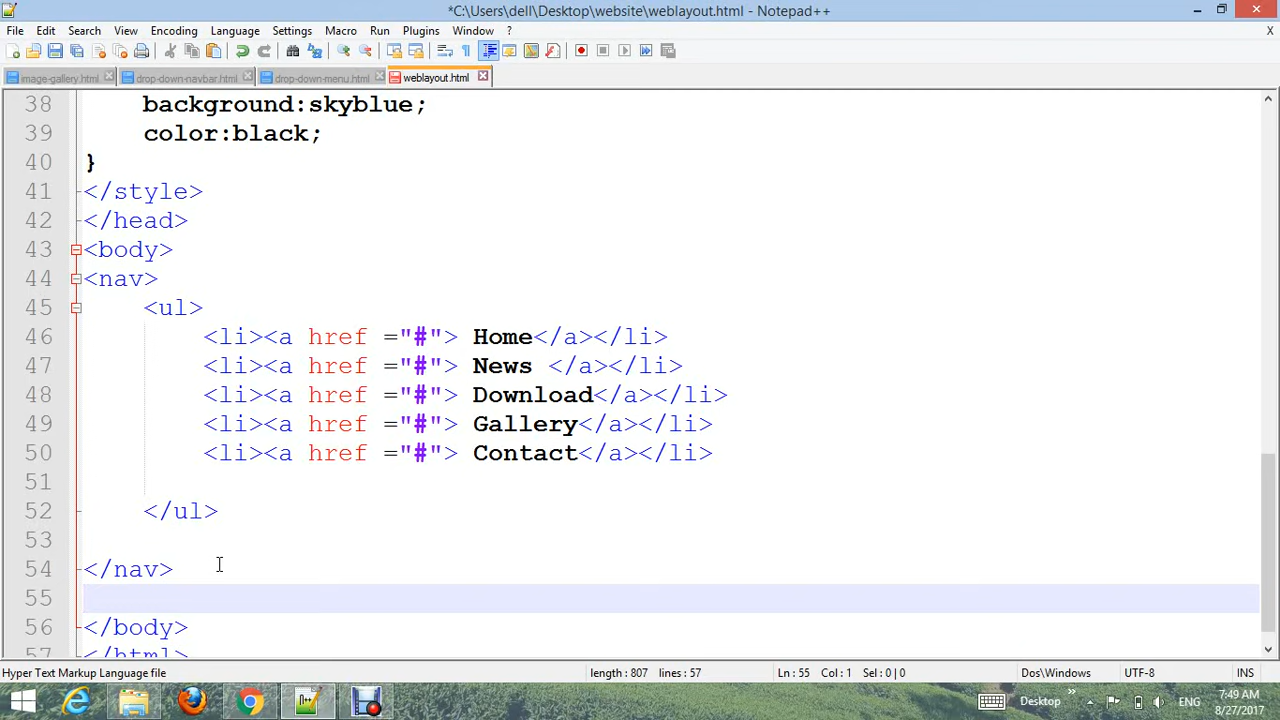 *C:\Users\dell\Desktop\website\weblayout.html - Notepad++
File Edit Search View Encoding Language Settings Macro Run Plugins Window ? X
image-gallery.html drop-down-navbar.html drop-down-menu.html weblayout.html
38 background:skyblue;
39 color:black;
40 }
41 </style>
42 </head>
43 <body>
44 <nav>
45 <ul>
46 <li><a href ="#"> Home</a></li>
47 <li><a href ="#"> News </a></li>
48 <li><a href ="#"> Download</a></li>
49 <li><a href ="#"> Gallery</a></li>
50 <li><a href ="#"> Contact</a></li>
51
52 </ul>
53
54 </nav>
55
56 </body>
57 </html>
Hyper Text Markup Language file length : 807 lines : 57 Ln : 55 Col : 1 Sel : 0 | 0 Dos\Windows UTF-8 INS
Desktop ENG 7:49 AM
8/27/2017